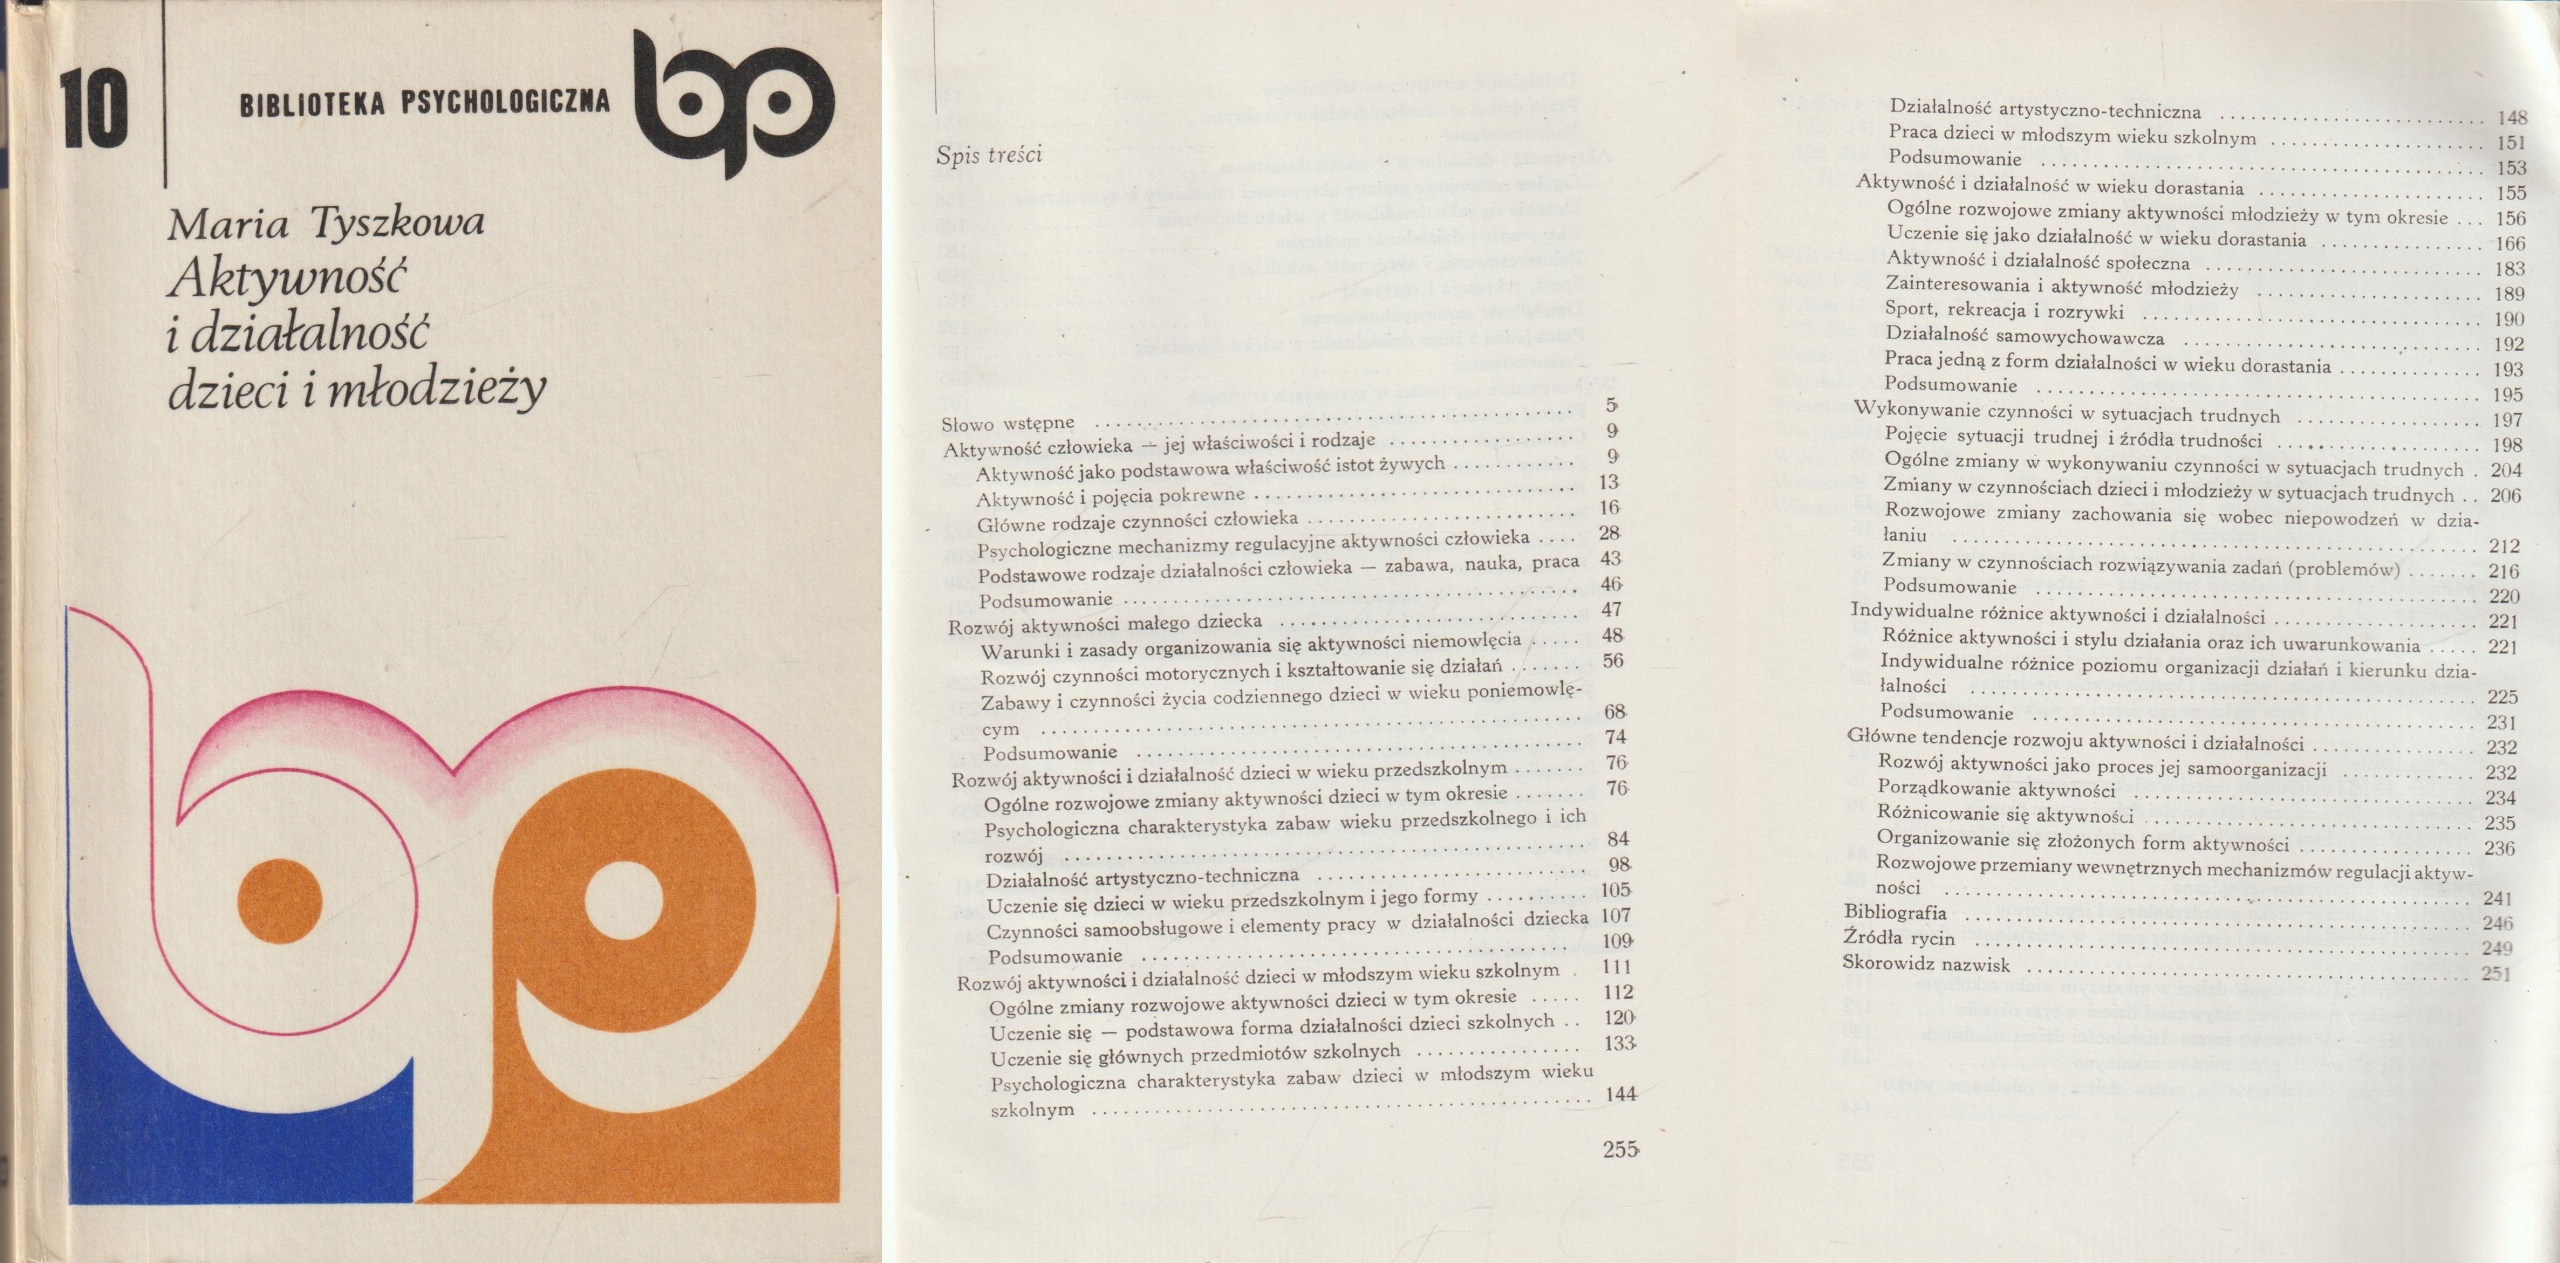 10
BIBLIOTEKA PSYCHOLOGICZNA
bp
Maria Tyszkowa
Aktywność
i działalność
dzieci i młodzieży
Spis treści
Słowo wstępne .......... 5
Aktywność człowieka — jej właściwości i rodzaje .......... 9
Aktywność jako podstawowa właściwość istot żywych .......... 9
Aktywność i pojęcia pokrewne .......... 13
Główne rodzaje czynności człowieka .......... 16
Psychologiczne mechanizmy regulacyjne aktywności człowieka .... 28
Podstawowe rodzaje działalności człowieka — zabawa, nauka, praca 43
Podsumowanie .......... 46
Rozwój aktywności małego dziecka .......... 47
Warunki i zasady organizowania się aktywności niemowlęcia ..... 48
Rozwój czynności motorycznych i kształtowanie się działań ....... 56
Zabawy i czynności życia codziennego dzieci w wieku poniemowlę-
cym .......... 68
Podsumowanie .......... 74
Rozwój aktywności i działalność dzieci w wieku przedszkolnym ....... 76
Ogólne rozwojowe zmiany aktywności dzieci w tym okresie ....... 76
Psychologiczna charakterystyka zabaw wieku przedszkolnego i ich
rozwój .......... 84
Działalność artystyczno-techniczna .......... 98
Uczenie się dzieci w wieku przedszkolnym i jego formy .......... 105
Czynności samoobsługowe i elementy pracy w działalności dziecka 107
Podsumowanie .......... 109
Rozwój aktywności i działalność dzieci w młodszym wieku szkolnym . 111
Ogólne zmiany rozwojowe aktywności dzieci w tym okresie ..... 112
Uczenie się — podstawowa forma działalności dzieci szkolnych .. 120
Uczenie się głównych przedmiotów szkolnych .......... 133
Psychologiczna charakterystyka zabaw dzieci w młodszym wieku
szkolnym .......... 144
255
Działalność artystyczno-techniczna .......... 148
Praca dzieci w młodszym wieku szkolnym .......... 151
Podsumowanie .......... 153
Aktywność i działalność w wieku dorastania .......... 155
Ogólne rozwojowe zmiany aktywności młodzieży w tym okresie ... 156
Uczenie się jako działalność w wieku dorastania .......... 166
Aktywność i działalność społeczna .......... 183
Zainteresowania i aktywność młodzieży .......... 189
Sport, rekreacja i rozrywki .......... 190
Działalność samowychowawcza .......... 192
Praca jedną z form działalności w wieku dorastania .......... 193
Podsumowanie .......... 195
Wykonywanie czynności w sytuacjach trudnych .......... 197
Pojęcie sytuacji trudnej i źródła trudności .......... 198
Ogólne zmiany w wykonywaniu czynności w sytuacjach trudnych . 204
Zmiany w czynnościach dzieci i młodzieży w sytuacjach trudnych .. 206
Rozwojowe zmiany zachowania się wobec niepowodzeń w dzia-
łaniu .......... 212
Zmiany w czynnościach rozwiązywania zadań (problemów) ....... 216
Podsumowanie .......... 220
Indywidualne różnice aktywności i działalności .......... 221
Różnice aktywności i stylu działania oraz ich uwarunkowania ..... 221
Indywidualne różnice poziomu organizacji działań i kierunku dzia-
łalności .......... 225
Podsumowanie .......... 231
Główne tendencje rozwoju aktywności i działalności .......... 232
Rozwój aktywności jako proces jej samoorganizacji .......... 232
Porządkowanie aktywności .......... 234
Różnicowanie się aktywności .......... 235
Organizowanie się złożonych form aktywności .......... 236
Rozwojowe przemiany wewnętrznych mechanizmów regulacji aktyw-
ności .......... 241
Bibliografia .......... 246
Źródła rycin .......... 249
Skorowidz nazwisk .......... 251